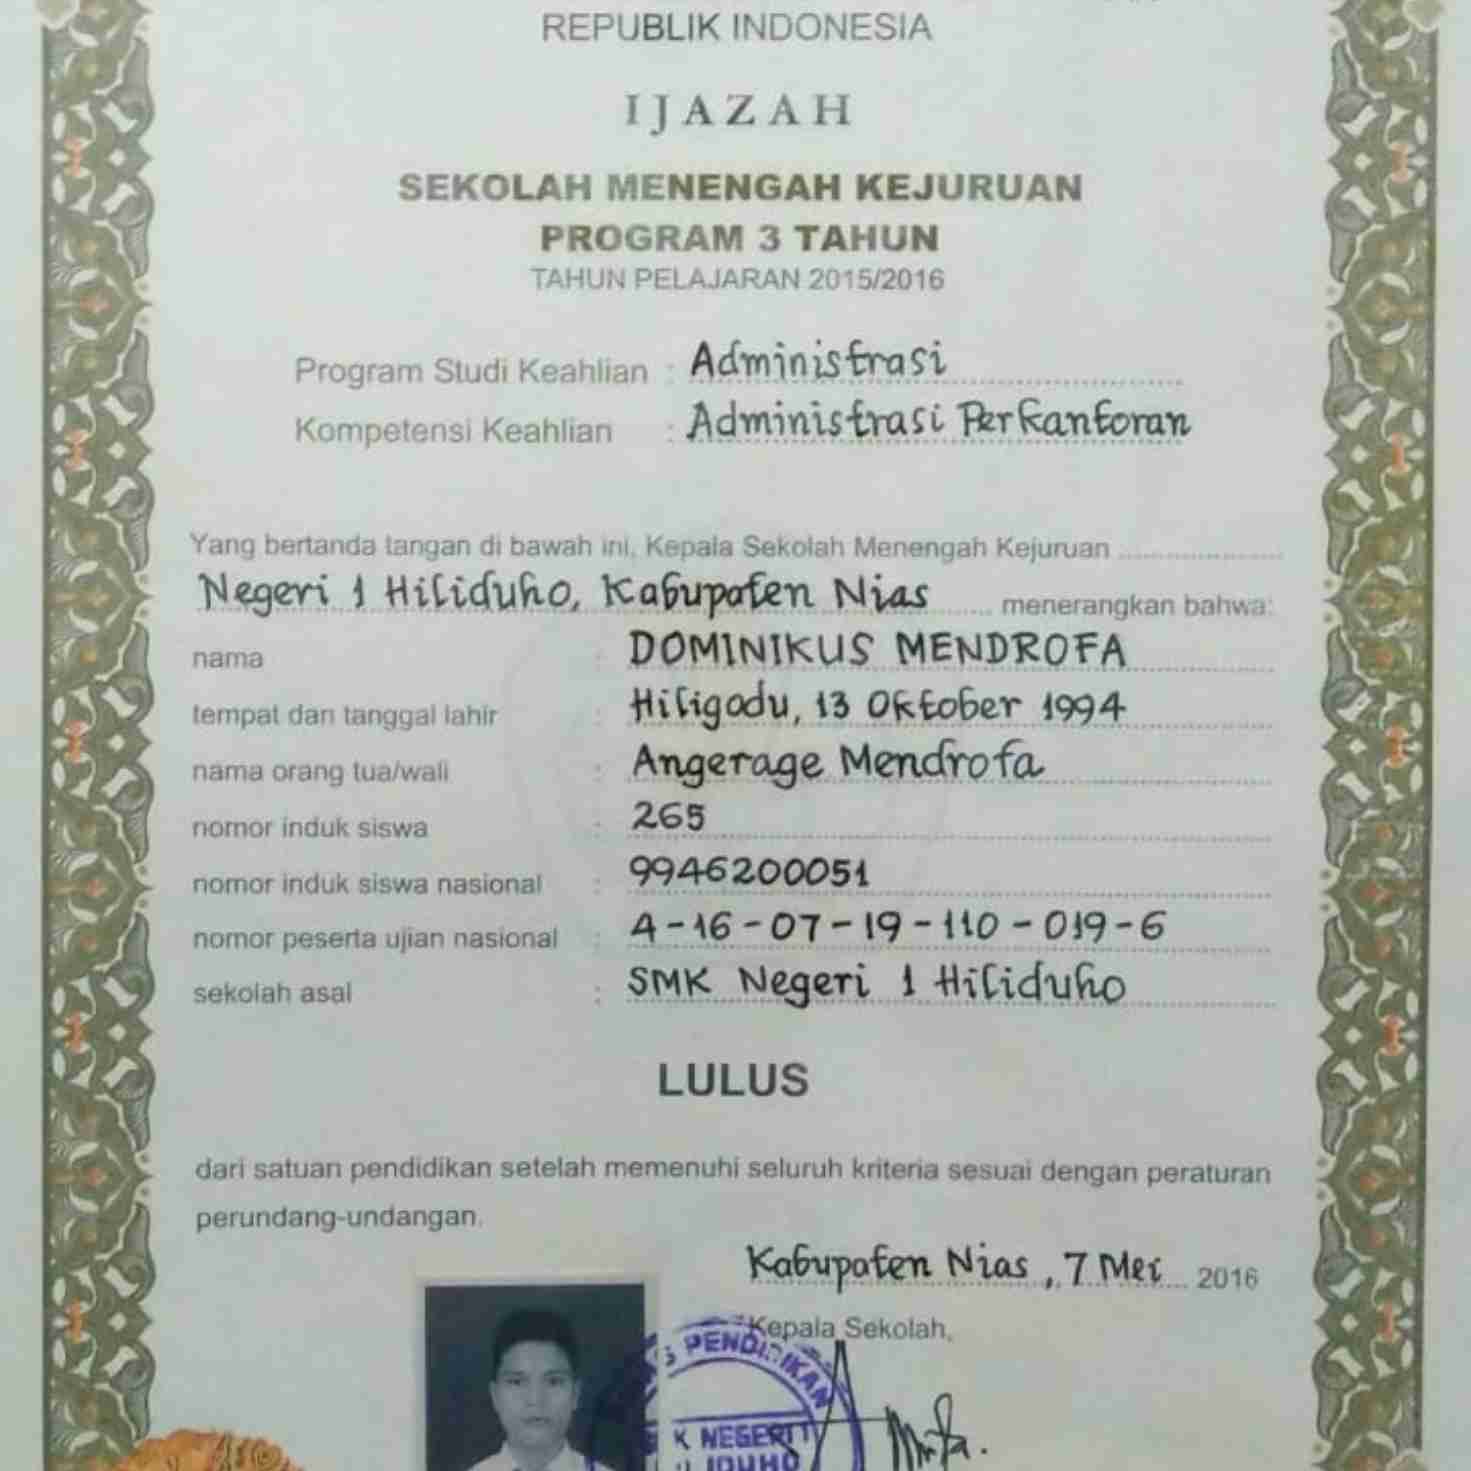 REPUBLIK INDONESIA
IJAZAH
SEKOLAH MENENGAH KEJURUAN
PROGRAM 3 TAHUN
TAHUN PELAJARAN 2015/2016
Program Studi Keahlian : Administrasi
Kompetensi Keahlian : Administrasi Perkantoran
Yang bertanda tangan di bawah ini, Kepala Sekolah Menengah Kejuruan
Negeri 1 Hiliduho, Kabupaten Nias menerangkan bahwa:
nama : DOMINIKUS MENDROFA
tempat dan tanggal lahir : Hiligodu, 13 Oktober 1994
nama orang tua/wali : Angerage Mendrofa
nomor induk siswa : 265
nomor induk siswa nasional : 9946200051
nomor peserta ujian nasional : 4-16-07-19-110-019-6
sekolah asal : SMK Negeri 1 Hiliduho
LULUS
dari satuan pendidikan setelah memenuhi seluruh kriteria sesuai dengan peraturan
perundang-undangan.
Kabupaten Nias, 7 Mei 2016
Kepala Sekolah,
PENDIDIKAN
K NEGERI 1
IDUHO